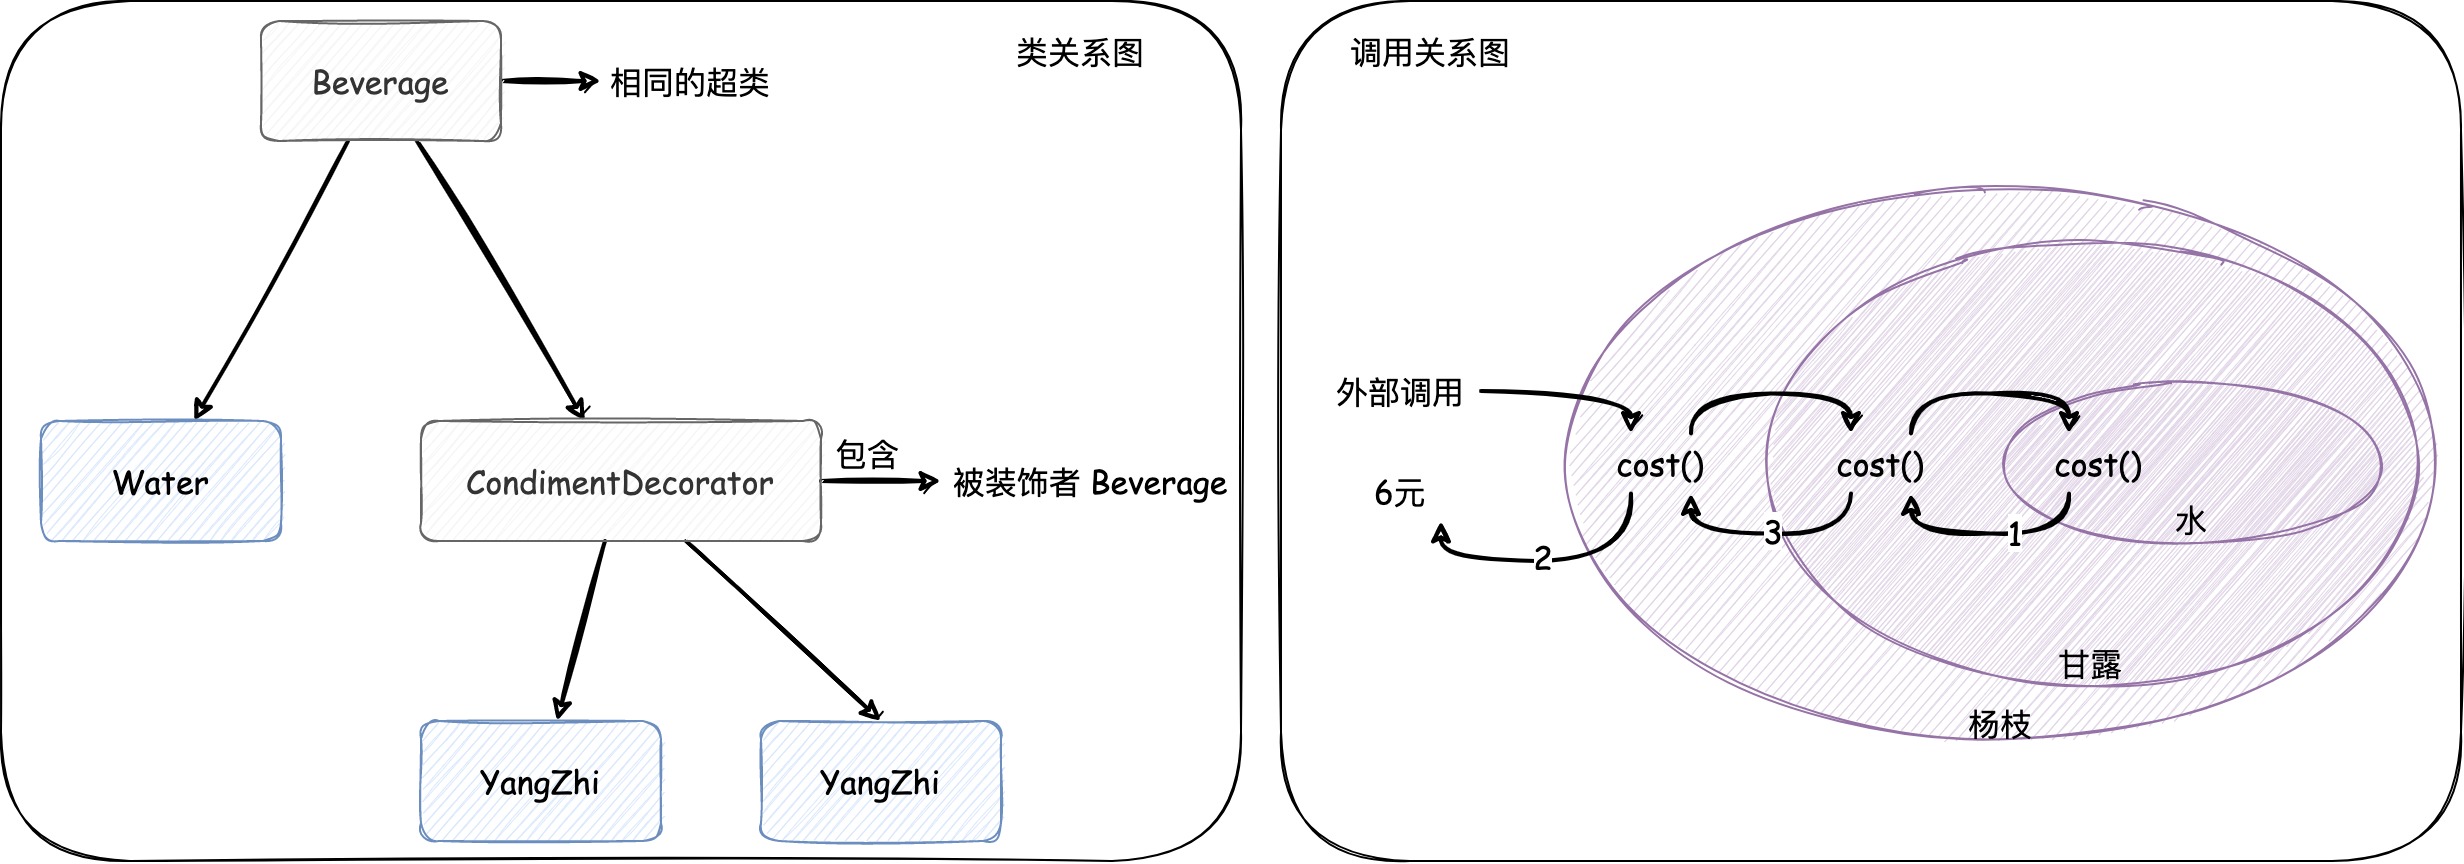 类关系图
Beverage
相同的超类
Water
CondimentDecorator
包含
被装饰者 Beverage
YangZhi
YangZhi
调用关系图
外部调用
cost()
cost()
cost()
6元
2
3
1
水
甘露
杨枝